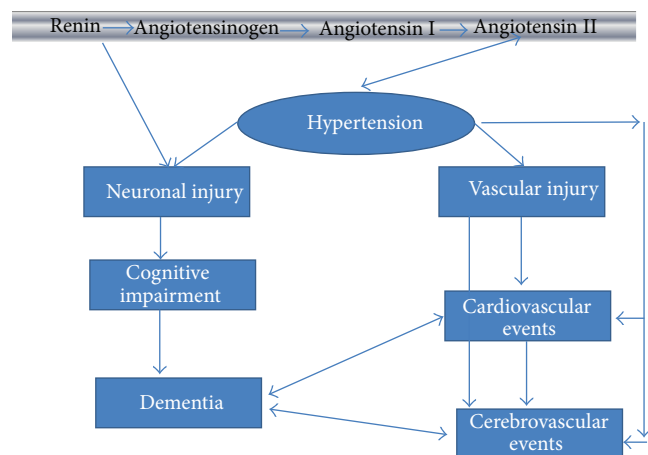 Renin Angiotensinogen Angiotensin I Angiotensin II
Hypertension
Neuronal injury
Vascular injury
Cognitive
impairment
Cardiovascular
events
Dementia
Cerebrovascular
events